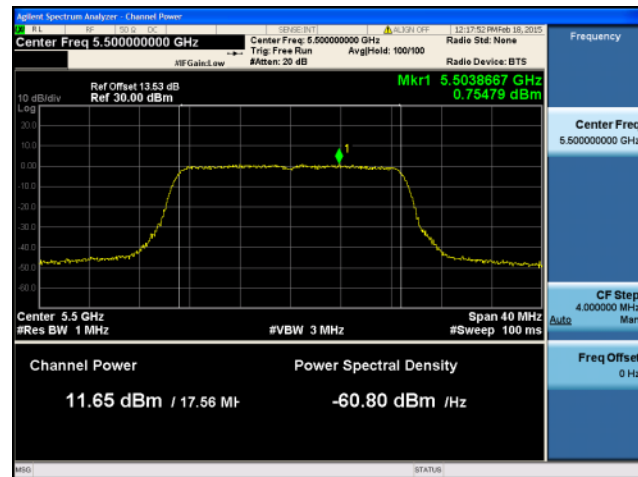 Agilent Spectrum Analyzer - Channel Power
RL RF 50 Ω DC SENSE:INT ALIGN OFF 12:17:52 PM Feb 18, 2015
Center Freq 5.500000000 GHz
Center Freq: 5.500000000 GHz
Radio Std: None
Trig: Free Run Avg|Hold: 100/100
#IFGain:Low #Atten: 20 dB Radio Device: BTS
Ref Offset 13.53 dB
Mkr1 5.5038667 GHz
10 dB/div Ref 30.00 dBm
0.75479 dBm
Log
20.0
10.0
1
0.00
-10.0
-20.0
-30.0
-40.0
-50.0
-60.0
Center 5.5 GHz Span 40 MHz
#Res BW 1 MHz #VBW 3 MHz #Sweep 100 ms
Channel Power Power Spectral Density
11.65 dBm / 17.56 MH -60.80 dBm /Hz
MSG STATUS
Frequency
Center Freq
5.500000000 GHz
CF Step
4.000000 MHz
Auto Man
Freq Offset
0 Hz